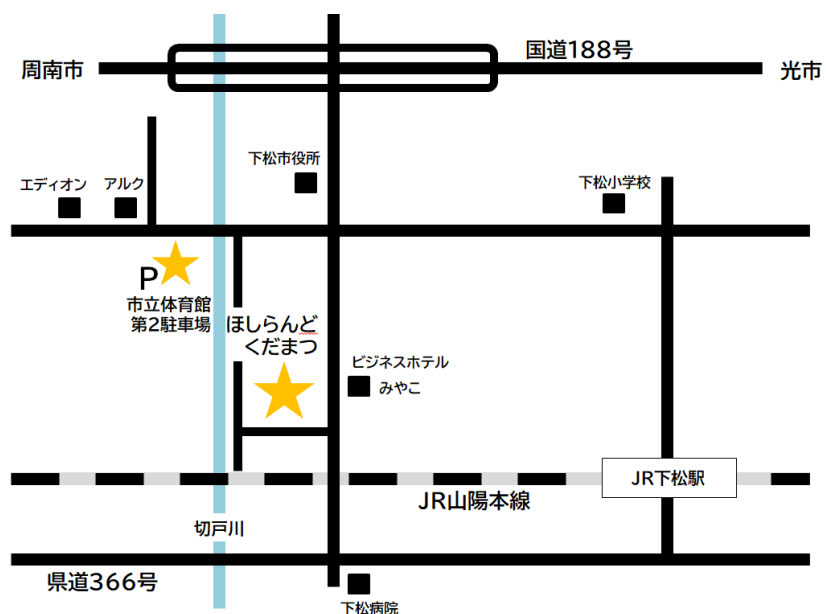 国道188号
周南市
光市
下松市役所
エディオン
アルク
下松小学校
P
市立体育館
第2駐車場
ほしらんど
くだまつ
ビジネスホテル
みやこ
JR下松駅
JR山陽本線
切戸川
県道366号
下松病院